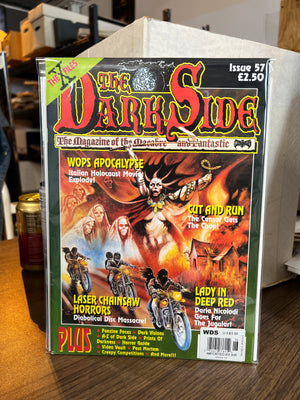 THE X FILES
Issue 57
£2.50
THE
DARK SIDE
The Magazine of the Macabre and Fantastic
WOPS APOCALYPSE
Italian Holocaust Movies
Explode!
CUT AND RUN
The Censor Gets
The Chop!
LASER CHAINSAW
HORRORS
Diabolical Disc Massacre!
LADY IN
DEEP RED
Daria Nicolodi
Goes For
The Jugular!
PLUS
Fanzine Focus - Dark Visions
A-Z of Dark Side - Prints Of
Darkness - Horror Guide
Video Vault - Post Mortem
Creepy Competitions - And More!!!
WDS